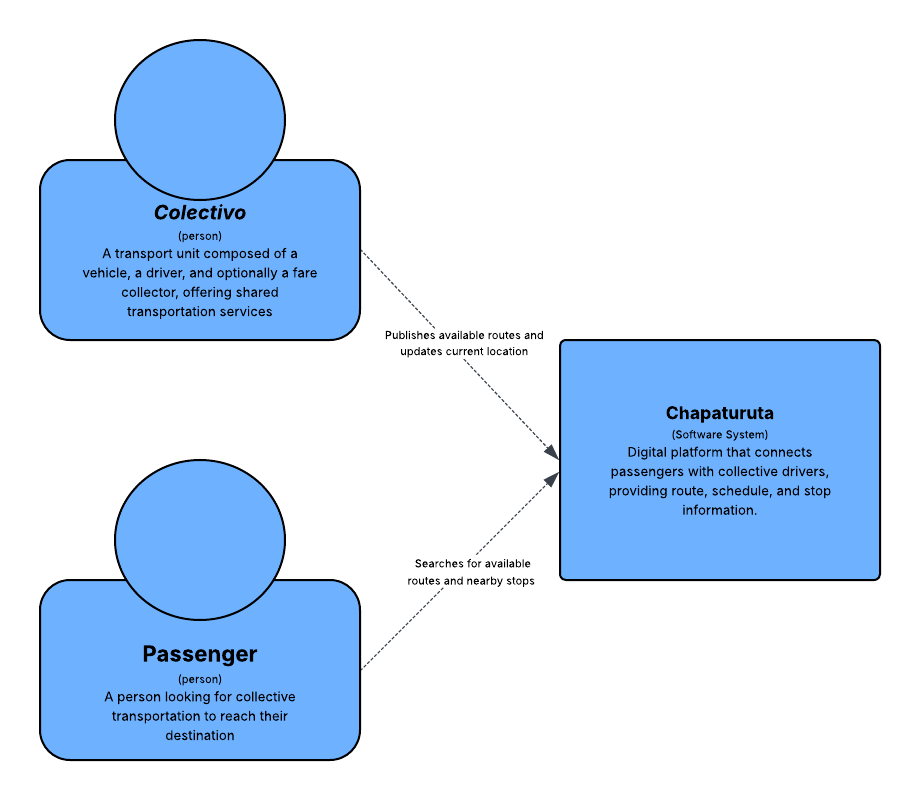 Colectivo
(person)
A transport unit composed of a
vehicle, a driver, and optionally a fare
collector, offering shared
transportation services
Publishes available routes and
updates current location
Chapaturuta
(Software System)
Digital platform that connects
passengers with collective drivers,
providing route, schedule, and stop
information.
Searches for available
routes and nearby stops
Passenger
(person)
A person looking for collective
transportation to reach their
destination